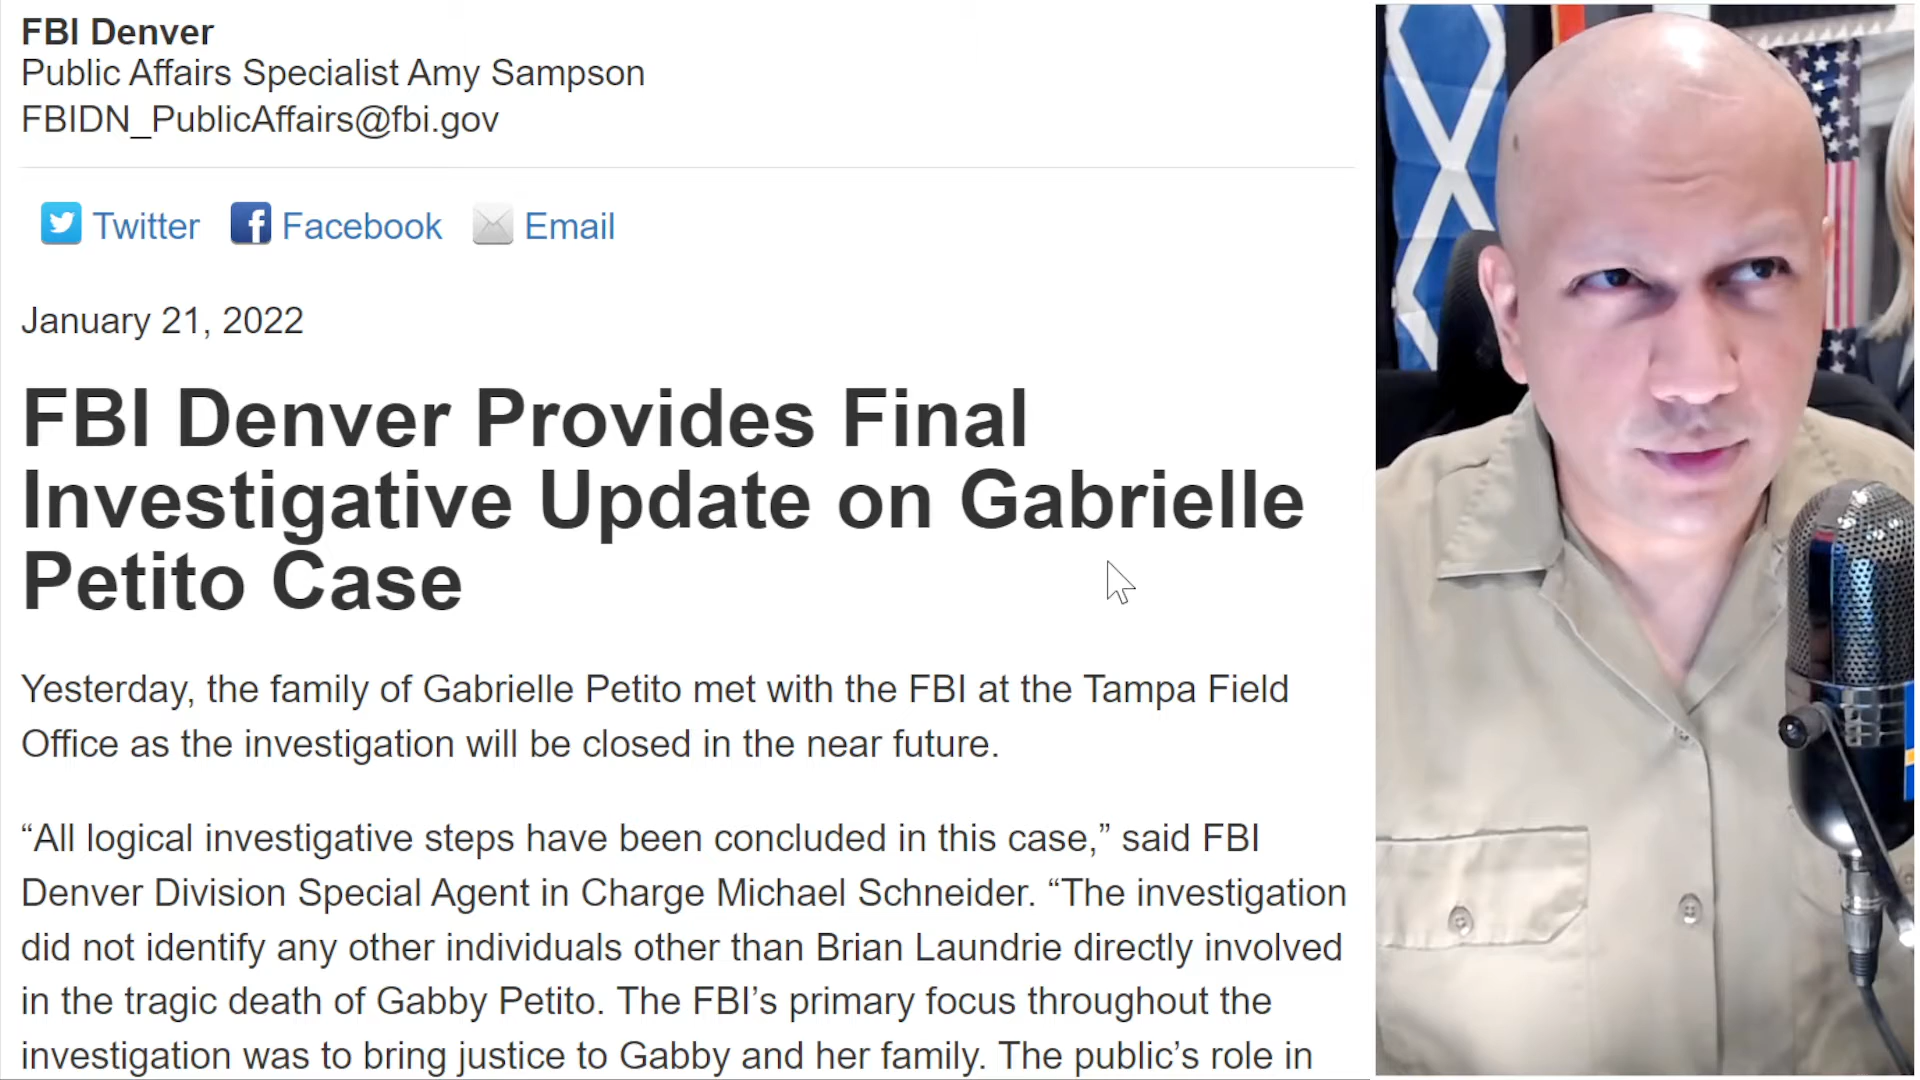 FBI Denver
Public Affairs Specialist Amy Sampson
FBIDN_PublicAffairs@fbi.gov
Twitter Facebook Email
January 21, 2022
FBI Denver Provides Final
Investigative Update on Gabrielle
Petito Case
Yesterday, the family of Gabrielle Petito met with the FBI at the Tampa Field
Office as the investigation will be closed in the near future.
“All logical investigative steps have been concluded in this case,” said FBI
Denver Division Special Agent in Charge Michael Schneider. “The investigation
did not identify any other individuals other than Brian Laundrie directly involved
in the tragic death of Gabby Petito. The FBI’s primary focus throughout the
investigation was to bring justice to Gabby and her family. The public’s role in